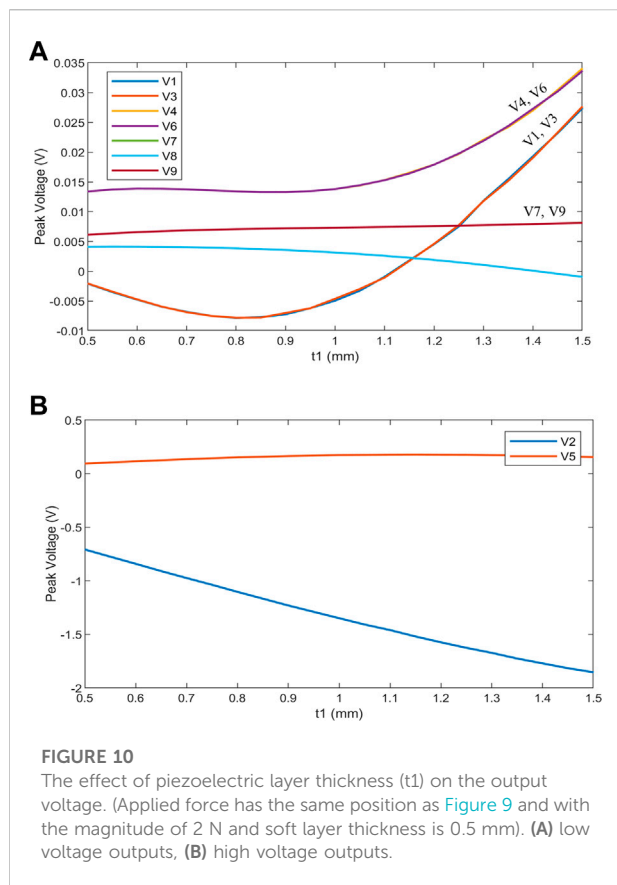 A
0.035
0.03
0.025
0.02
0.015
0.01
0.005
0
-0.005
-0.01
Peak Voltage (V)
V1
V3
V4
V6
V7
V8
V9
V4, V6
V1, V3
V7, V9
0.5 0.6 0.7 0.8 0.9 1 1.1 1.2 1.3 1.4 1.5
t1 (mm)
B
0.5
0
-0.5
-1
-1.5
-2
Peak Voltage (V)
V2
V5
0.5 0.6 0.7 0.8 0.9 1 1.1 1.2 1.3 1.4 1.5
t1 (mm)
FIGURE 10
The effect of piezoelectric layer thickness (t1) on the output
voltage. (Applied force has the same position as Figure 9 and with
the magnitude of 2 N and soft layer thickness is 0.5 mm). (A) low
voltage outputs, (B) high voltage outputs.